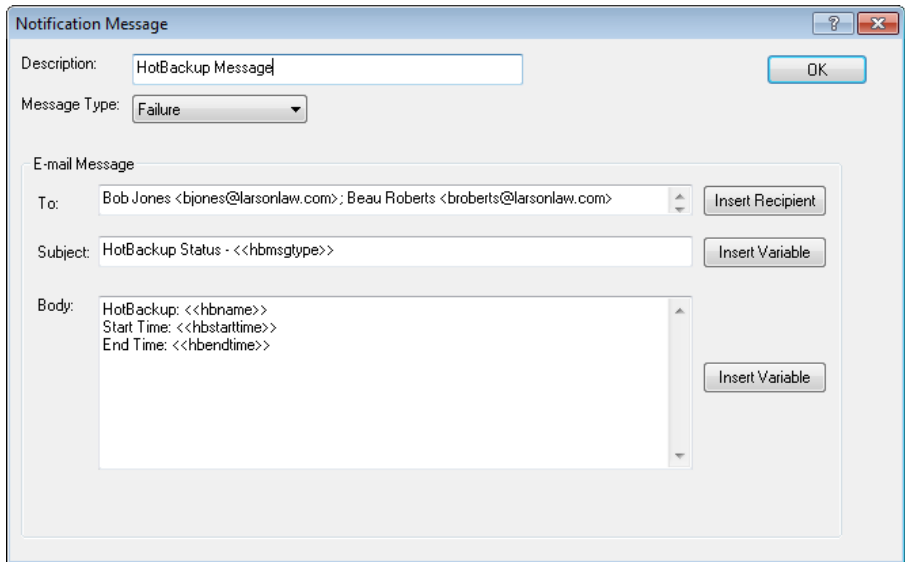 Notification Message
Description: HotBackup Message
OK
Message Type: Failure
E-mail Message
To: Bob Jones <bjones@larsonlaw.com>; Beau Roberts <broberts@larsonlaw.com> Insert Recipient
Subject: HotBackup Status - <<hbmsgtype>> Insert Variable
Body: HotBackup: <<hbname>>
Start Time: <<hbstarttime>>
End Time: <<hbendtime>>
Insert Variable